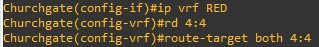 Churchgate(config-if)#ip vrf RED
Churchgate(config-vrf)#rd 4:4
Churchgate(config-vrf)#route-target both 4:4